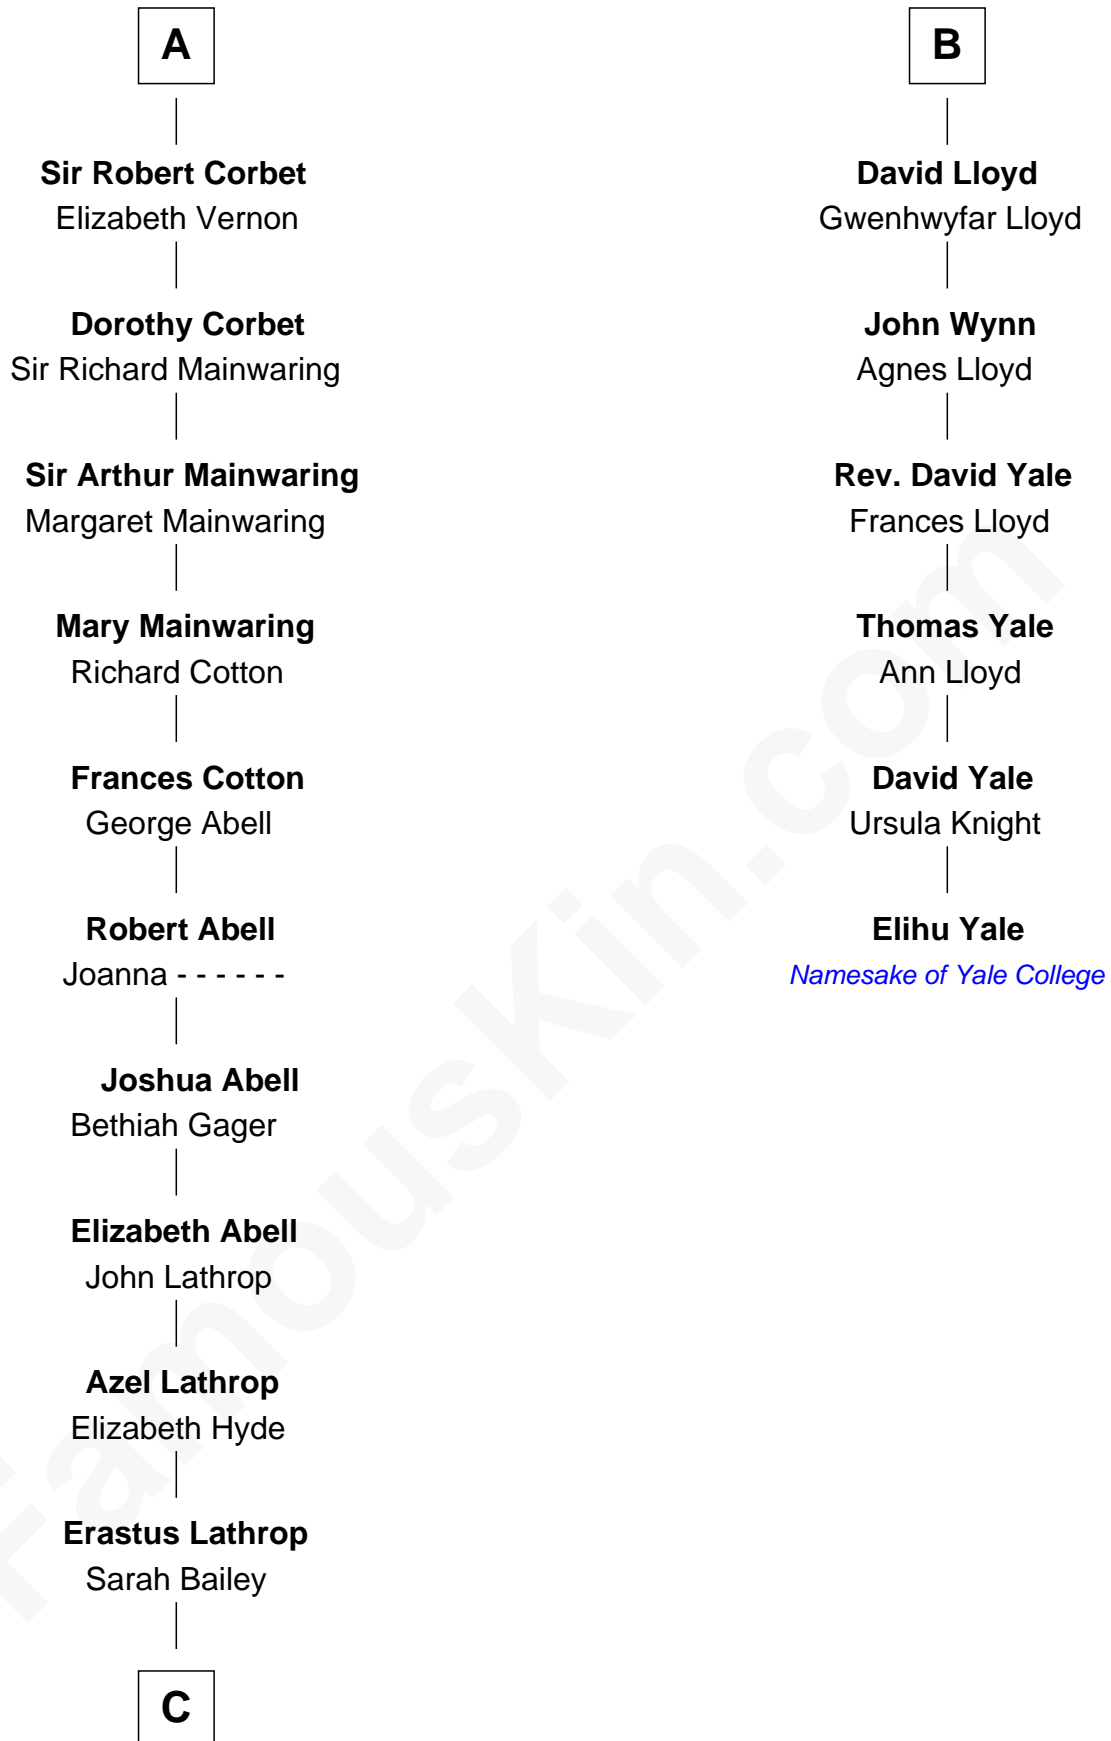 A
Sir Robert Corbet
Elizabeth Vernon
Dorothy Corbet
Sir Richard Mainwaring
Sir Arthur Mainwaring
Margaret Mainwaring
Mary Mainwaring
Richard Cotton
Frances Cotton
George Abell
Robert Abell
Joanna - - - - - -
Joshua Abell
Bethiah Gager
Elizabeth Abell
John Lathrop
Azel Lathrop
Elizabeth Hyde
Erastus Lathrop
Sarah Bailey
C
B
David Lloyd
Gwenhwyfar Lloyd
John Wynn
Agnes Lloyd
Rev. David Yale
Frances Lloyd
Thomas Yale
Ann Lloyd
David Yale
Ursula Knight
Elihu Yale
Namesake of Yale College
FamousKin.com